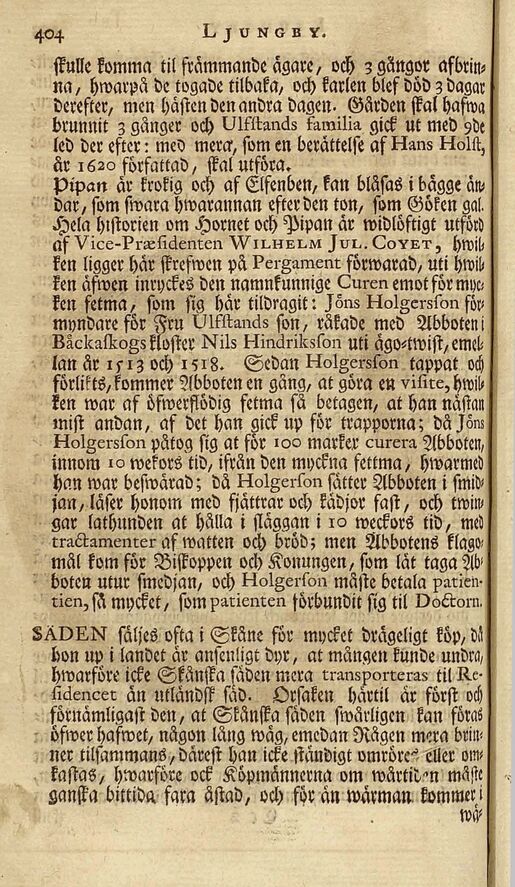 404 LJUNGBY.
skulle komma til främmande ägare, och 3 gångor afbrin-
na, hwarpå de togade tilbaka, och karlen blef död 3 dagar
derefter, men hästen den andra dagen. Gården skal hafwa
brunnit 3 gånger och Ulfstands familia gick ut med 9de
led der efter: med mera, som en berättelse af Hans Holst,
år 1620 författad, skal utföra.
Pipan är krokig och af Elfenben, kan blåsas i bägge än-
dar, som swara hwarannan efter den ton, som Göken gal.
Hela historien om Hornet och Pipan är widlöftigt utförd
af Vice-Præsidenten WILHELM JUL. COYET, hwil-
ken ligger här skrefwen på Pergament förwarad, uti hwil-
ken äfwen inryckes den namnkunnige Curen emot för myc-
ken fetma, som sig här tildragit: Jöns Holgersson för-
myndare för Fru Ulfstands son, råkade med Abboten i
Båckaskogs kloster Nils Hindriksson uti ägo-twist, emel-
lan år 1513 och 1518. Sedan Holgersson tappat och
förlikts, kommer Abboten en gång, at göra en visite, hwil-
ken war af öfwerflödig fetma så betagen, at han nästan
mist andan, af det han gick up för trapporna; då Jöns
Holgersson påtog sig at för 100 marker curera Abboten,
innom 10 wekors tid, ifrån den myckna fettma, hwarmed
han war beswärad; då Holgerson sätter Abboten i smid-
jan, läser honom med fjättrar och kädjor fast, och twin-
gar lathunden at hålla i släggan i 10 weckors tid, med
tractamenter af watten och bröd; men Abbotens klago-
mål kom för Biskoppen och Konungen, som lät taga Ab-
boten utur smedjan, och Holgerson måste betala patien-
tien, så mycket, som patienten förbundit sig til Doctorn.
SÄDEN säljes ofta i Skåne för mycket drägeligt köp, då
hon up i landet är ansenligt dyr, at mången kunde undra,
hwarföre icke Skånska säden mera transporteras til Re-
sidencet än utländsk säd. Orsaken härtil är först och
förnämligast den, at Skånska säden swårligen kan föras
öfwer hafwet, någon lång wäg, emedan Rågen mera brin-
ner tilsammans, därest han icke ständigt omröres eller om-
kastas, hwarföre ock Köpmännerna om wårtiden måste
ganska bittida fara åstad, och för än wärman kommer i
wä-